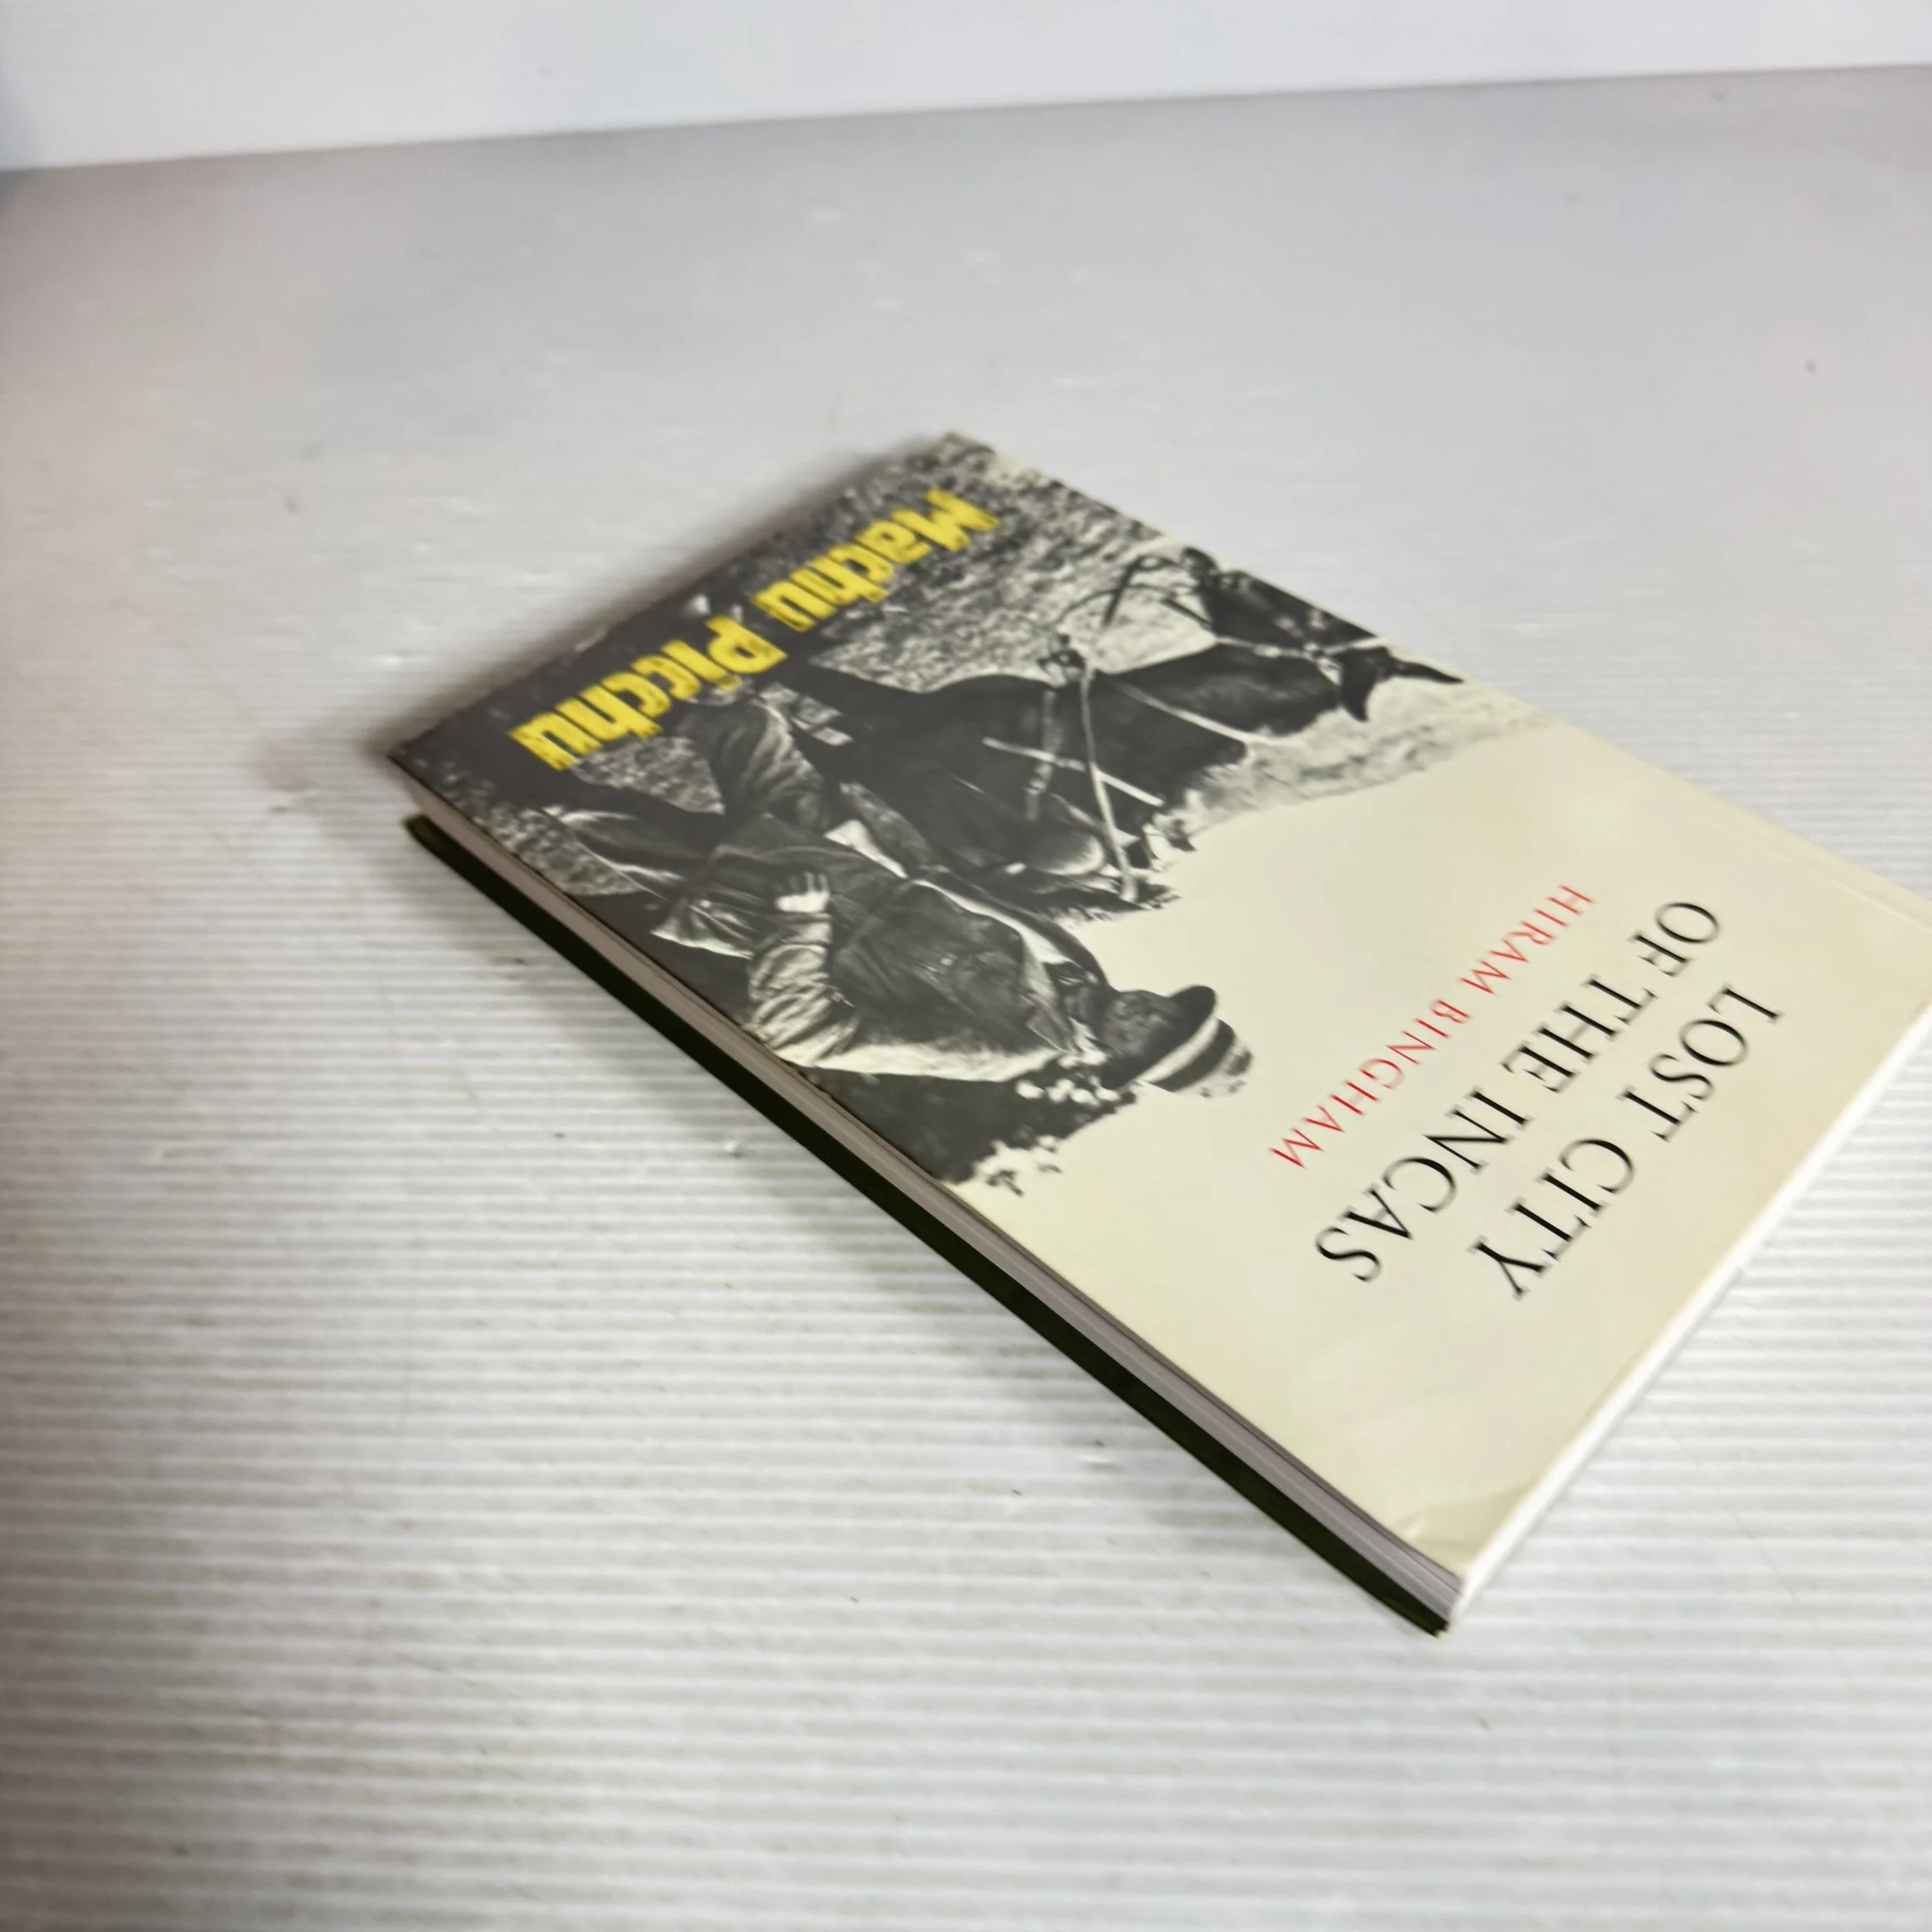 LOST CITY
OF THE INCAS
HIRAM BINGHAM
Machu Picchu